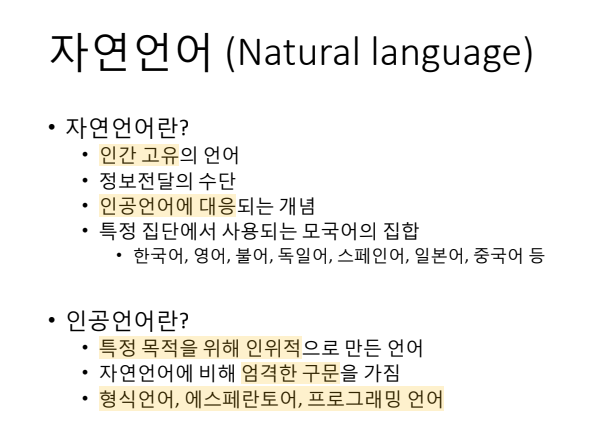 자연언어 (Natural language)
• 자연언어란?
• 인간 고유의 언어
• 정보전달의 수단
• 인공언어에 대응되는 개념
• 특정 집단에서 사용되는 모국어의 집합
• 한국어, 영어, 불어, 독일어, 스페인어, 일본어, 중국어 등
• 인공언어란?
• 특정 목적을 위해 인위적으로 만든 언어
• 자연언어에 비해 엄격한 구문을 가짐
• 형식언어, 에스페란토어, 프로그래밍 언어